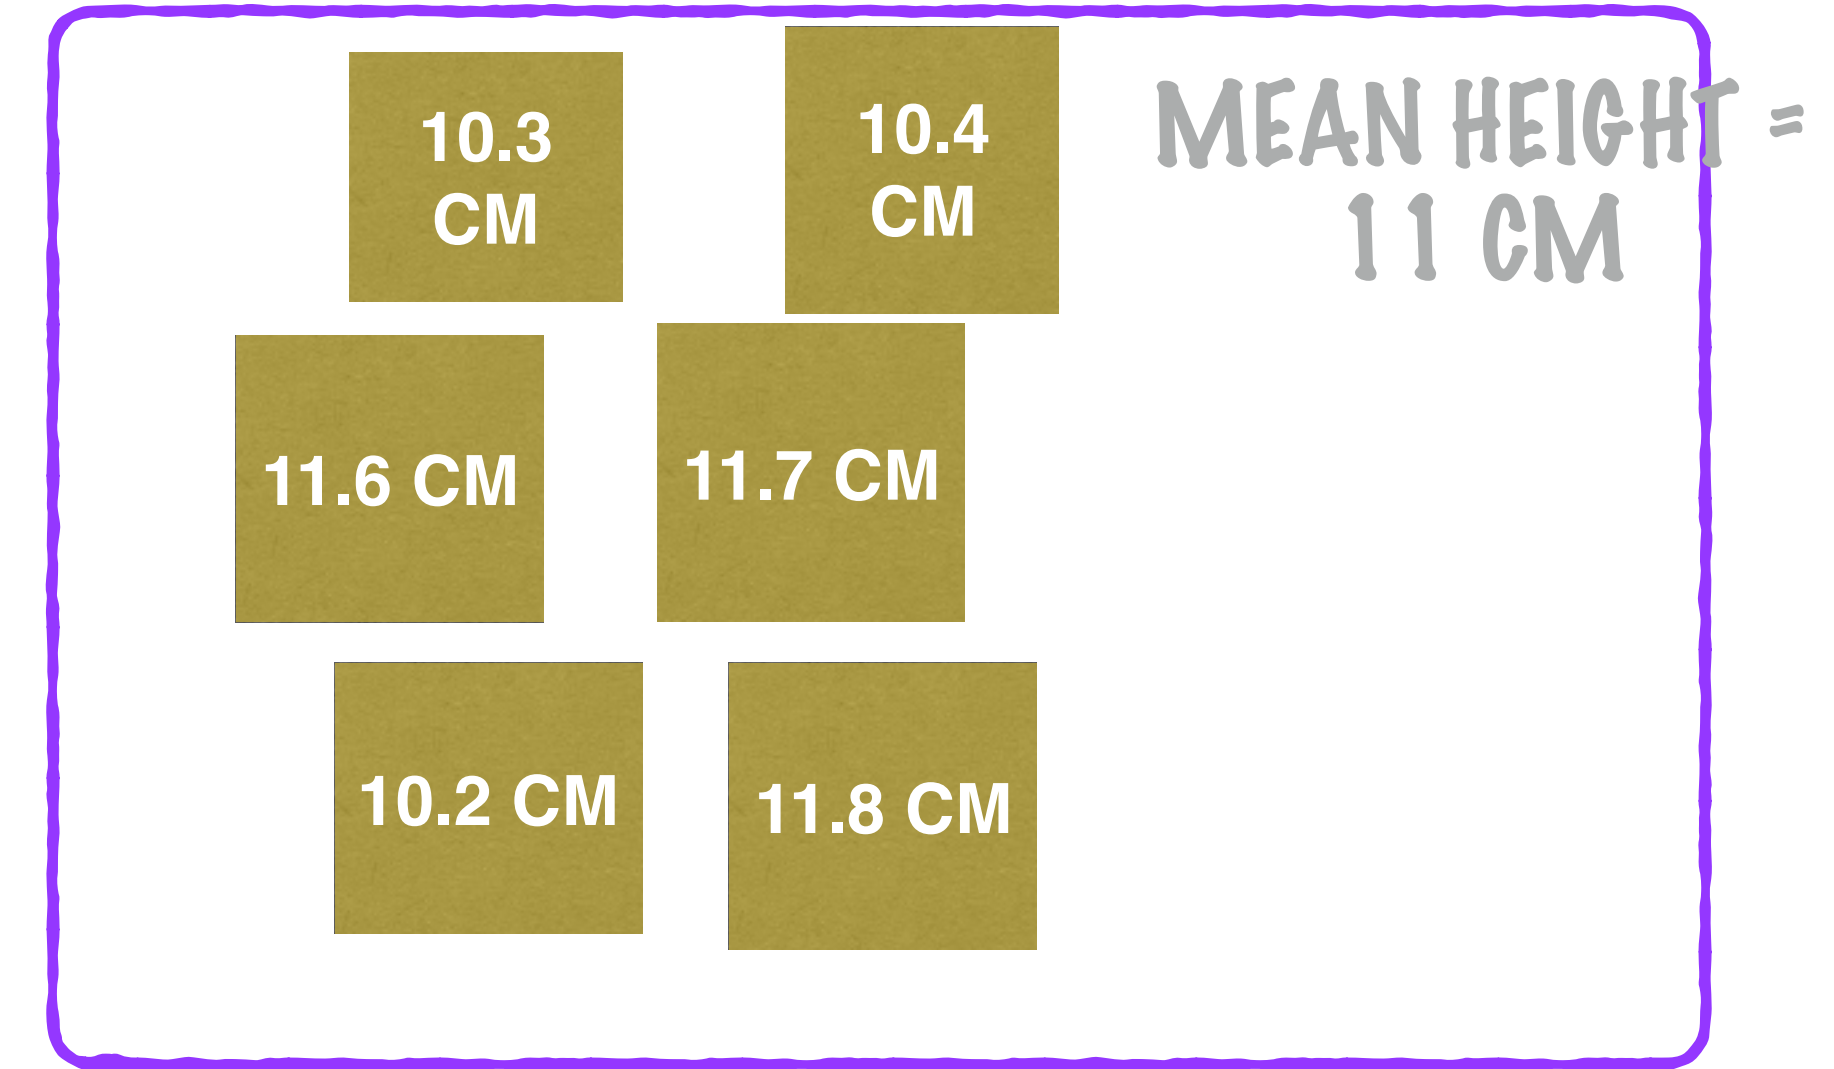 10.3
CM
10.4
CM
MEAN HEIGHT =
11 CM
11.6 CM
11.7 CM
10.2 CM
11.8 CM